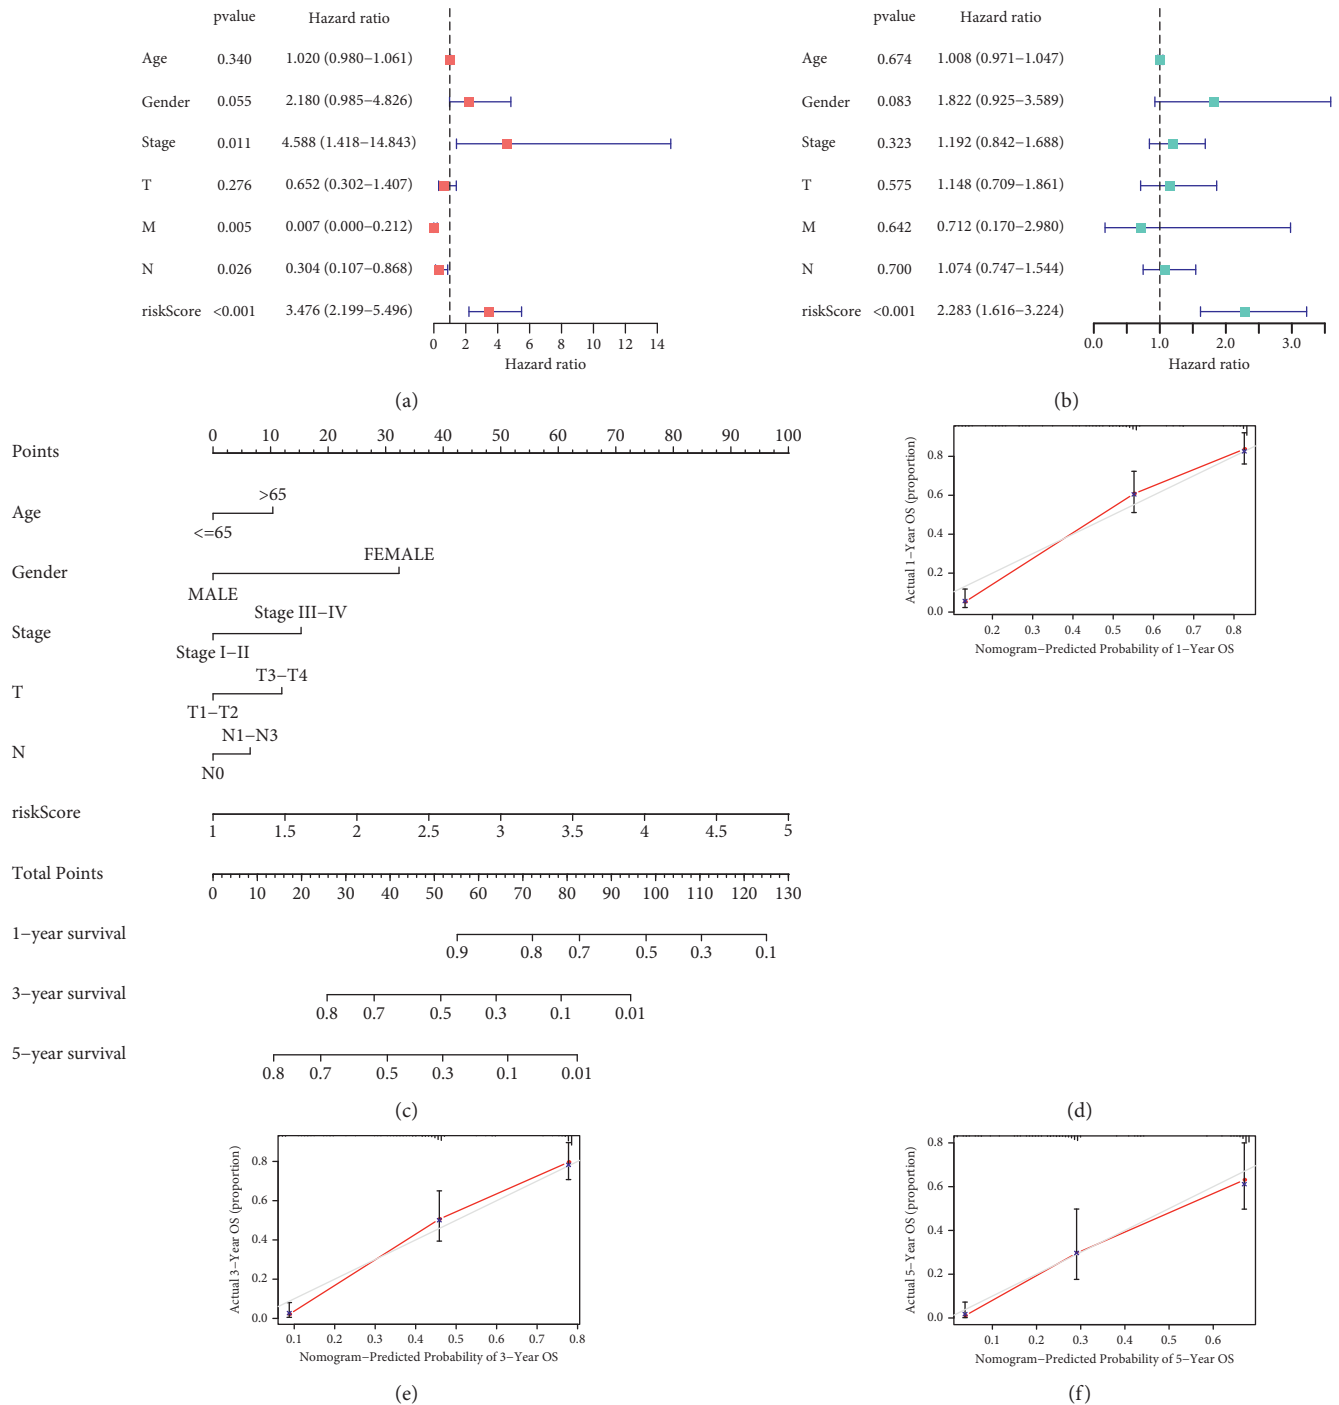 pvalue Hazard ratio
Age 0.340 1.020 (0.980−1.061)
Gender 0.055 2.180 (0.985−4.826)
Stage 0.011 4.588 (1.418−14.843)
T 0.276 0.652 (0.302−1.407)
M 0.005 0.007 (0.000−0.212)
N 0.026 0.304 (0.107−0.868)
riskScore <0.001 3.476 (2.199−5.496)
0 2 4 6 8 10 12 14
Hazard ratio
(a)
pvalue Hazard ratio
Age 0.674 1.008 (0.971−1.047)
Gender 0.083 1.822 (0.925−3.589)
Stage 0.323 1.192 (0.842−1.688)
T 0.575 1.148 (0.709−1.861)
M 0.642 0.712 (0.170−2.980)
N 0.700 1.074 (0.747−1.544)
riskScore <0.001 2.283 (1.616−3.224)
0.0 1.0 2.0 3.0
Hazard ratio
(b)
Points 0 10 20 30 40 50 60 70 80 90 100
>65
Age
<=65
FEMALE
Gender
MALE
Stage III−IV
Stage
Stage I−II
T3−T4
T
T1−T2
N1−N3
N
N0
riskScore
1 1.5 2 2.5 3 3.5 4 4.5 5
Total Points
0 10 20 30 40 50 60 70 80 90 100 110 120 130
1−year survival
0.9 0.8 0.7 0.5 0.3 0.1
3−year survival
0.8 0.7 0.5 0.3 0.1 0.01
5−year survival
0.8 0.7 0.5 0.3 0.1 0.01
(c)
Actual 1−Year OS (proportion)
0.8
0.6
0.4
0.2
0.0
0.2 0.3 0.4 0.5 0.6 0.7 0.8
Nomogram−Predicted Probability of 1−Year OS
(d)
Actual 3−Year OS (proportion)
0.8
0.6
0.4
0.2
0.0
0.1 0.2 0.3 0.4 0.5 0.6 0.7 0.8
Nomogram−Predicted Probability of 3−Year OS
(e)
Actual 5−Year OS (proportion)
0.8
0.6
0.4
0.2
0.0
0.1 0.2 0.3 0.4 0.5 0.6
Nomogram−Predicted Probability of 5−Year OS
(f)